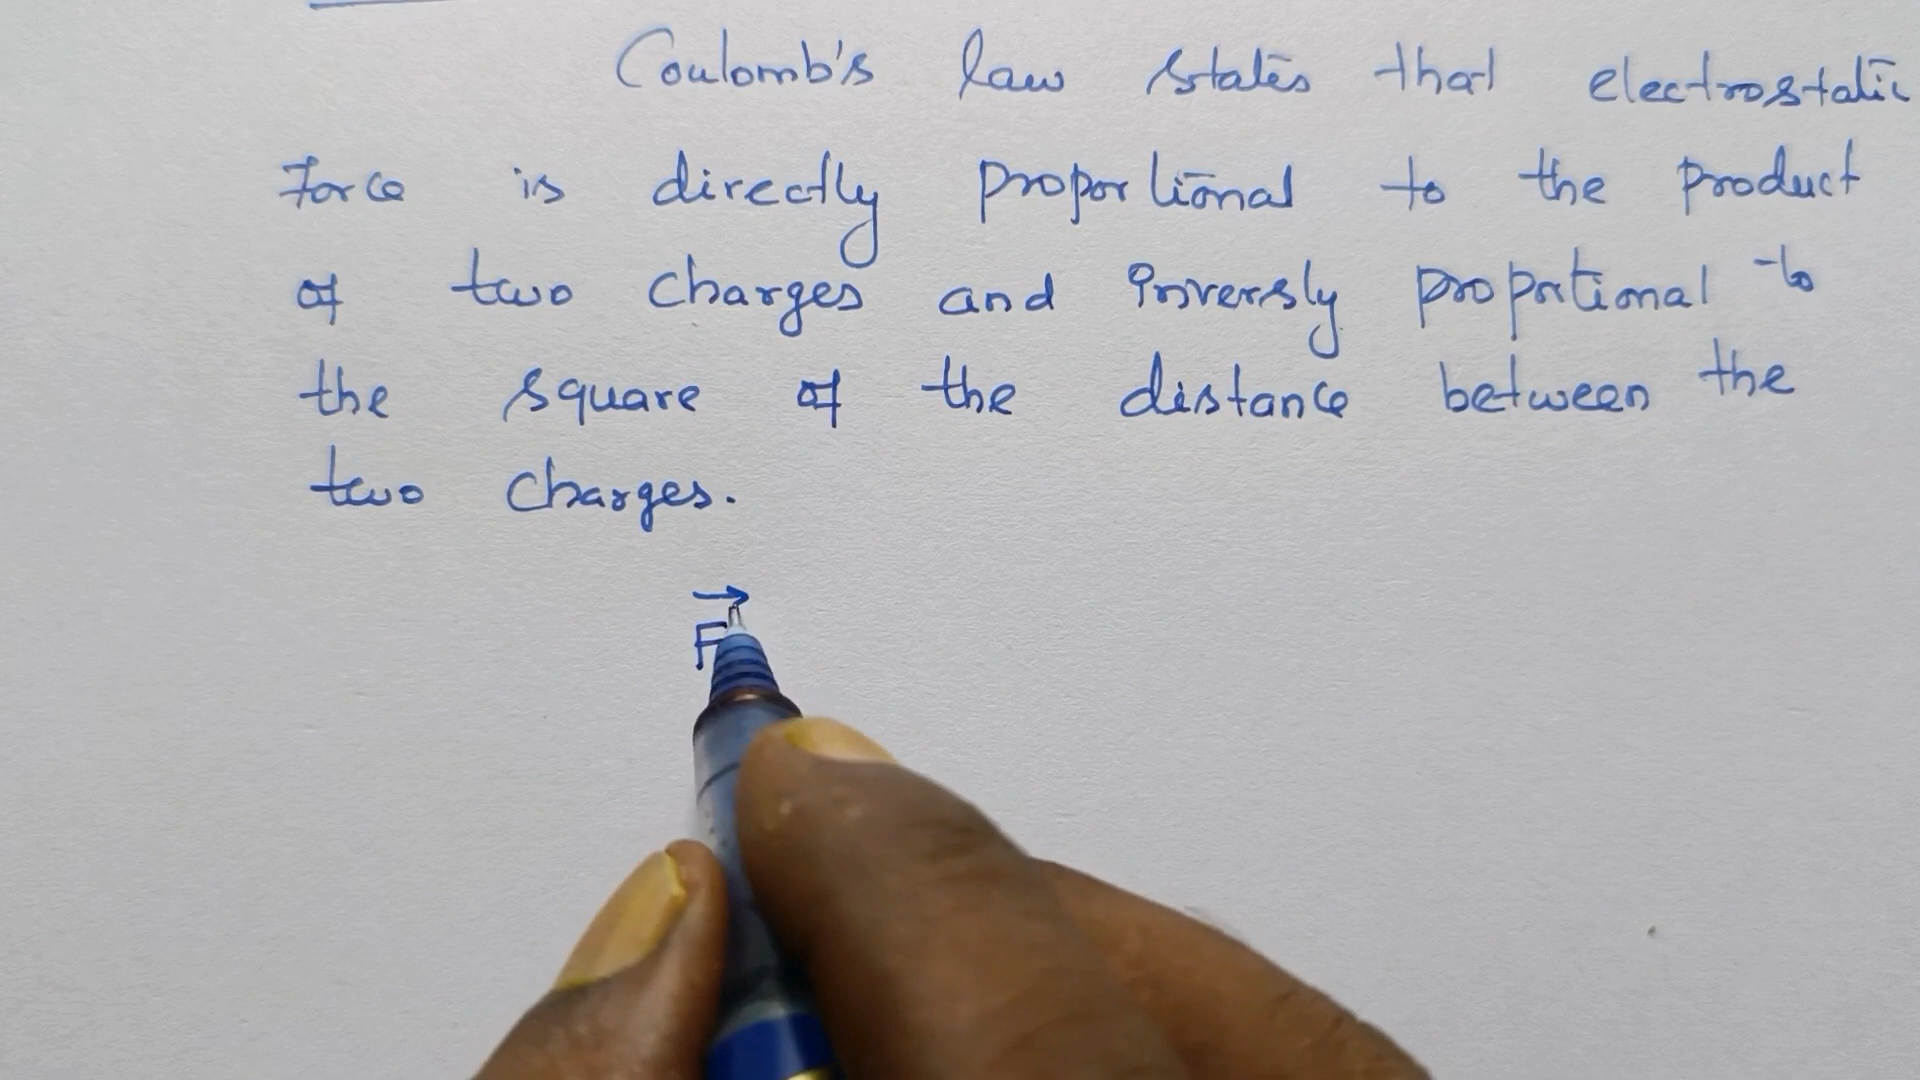 Coulomb's law states that electrostatic
Force is directly proportional to the product
of two charges and inversly proportional to
the square of the distance between the
two charges.
F